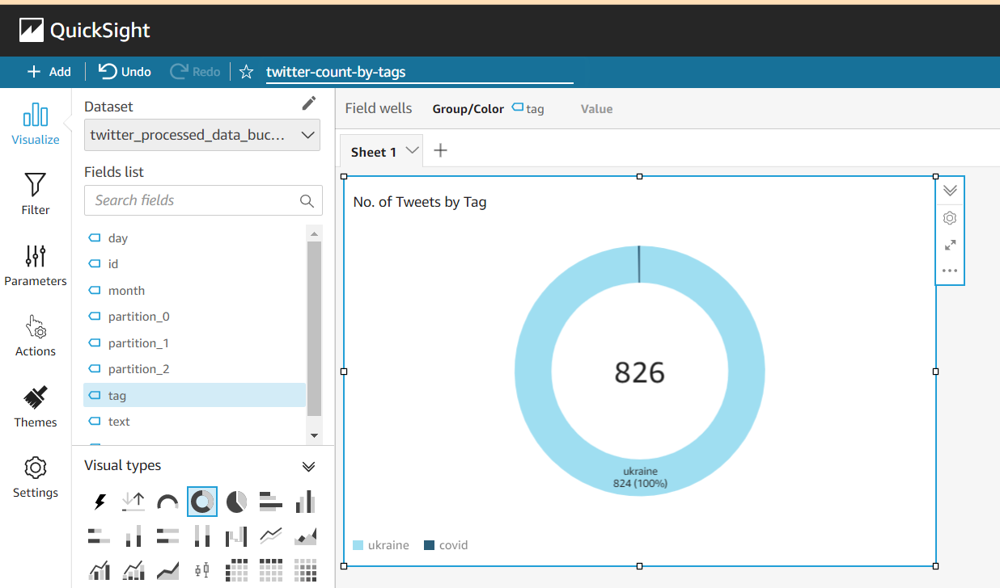 QuickSight
Add Undo Redo twitter-count-by-tags
Visualize
Filter
Parameters
Actions
Themes
Settings
Dataset
twitter_processed_data_buc...
Fields list
Search fields
day
id
month
partition_0
partition_1
partition_2
tag
text
Visual types
Field wells Group/Color tag Value
Sheet 1
No. of Tweets by Tag
826
ukraine
824 (100%)
ukraine covid